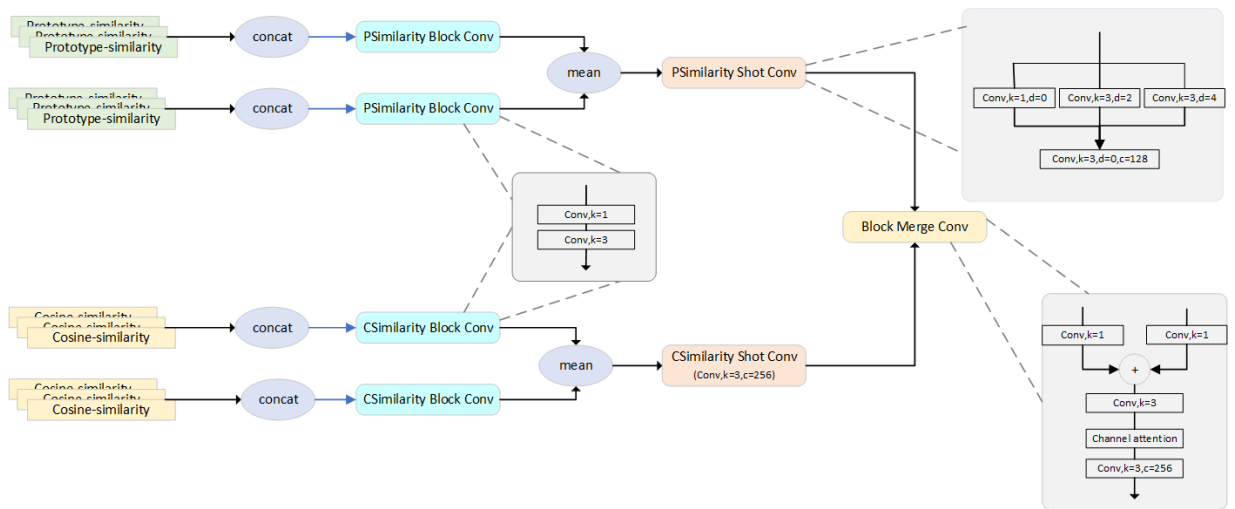 Prototype-similarity
Prototype-similarity
Prototype-similarity
concat
PSimilarity Block Conv
mean
PSimilarity Shot Conv
Prototype-similarity
Prototype-similarity
Prototype-similarity
concat
PSimilarity Block Conv
Conv,k=1,d=0
Conv,k=3,d=2
Conv,k=3,d=4
Conv,k=3,d=0,c=128
Conv,k=1
Conv,k=3
Block Merge Conv
Cosine-similarity
Cosine-similarity
Cosine-similarity
concat
CSimilarity Block Conv
mean
CSimilarity Shot Conv
(Conv,k=3,c=256)
Cosine-similarity
Cosine-similarity
Cosine-similarity
concat
CSimilarity Block Conv
Conv,k=1
Conv,k=1
+
Conv,k=3
Channel attention
Conv,k=3,c=256